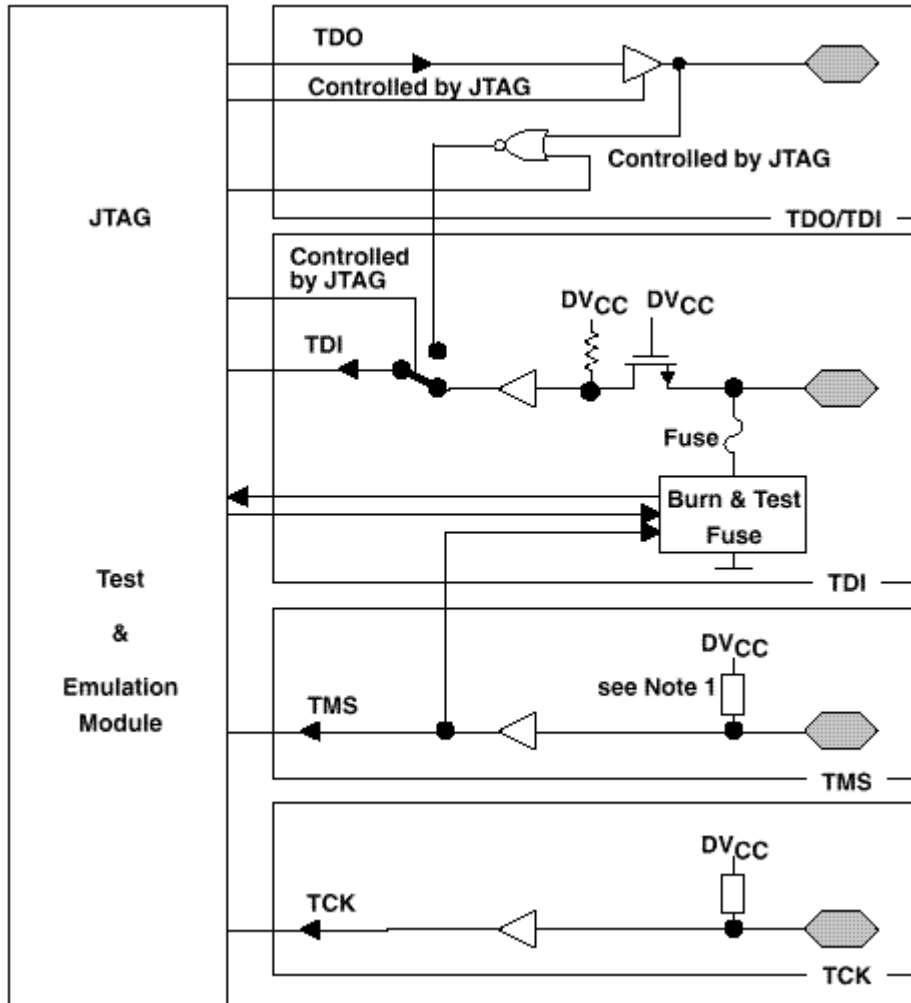 TDO
Controlled by JTAG
Controlled by JTAG
JTAG
TDO/TDI
Controlled
by JTAG
DVCC
DVCC
TDI
Fuse
Burn & Test
Fuse
TDI
Test
&
Emulation
Module
DVCC
see Note 1
TMS
TMS
DVCC
TCK
TCK